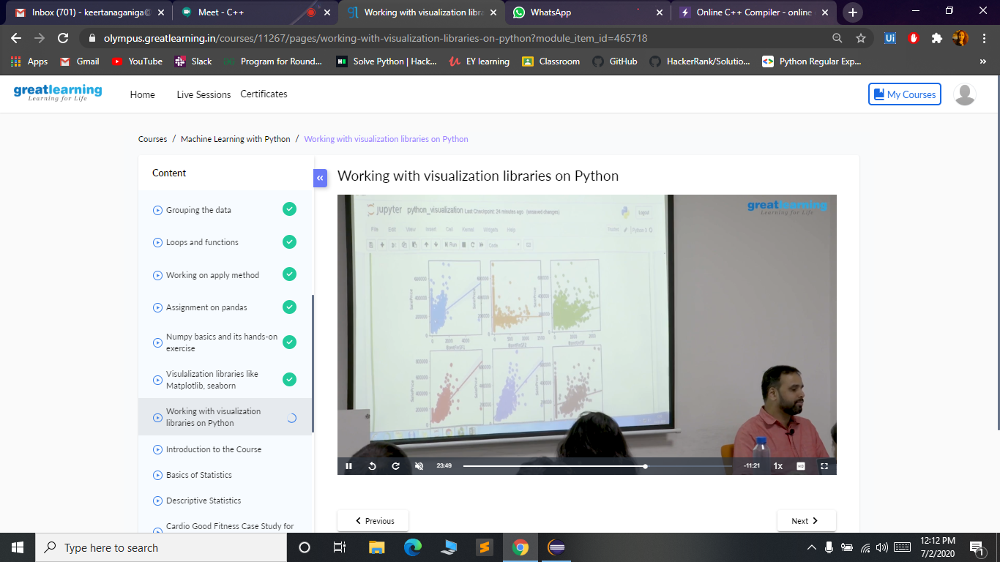 Inbox (701) - keertanaganiga@
Meet - C++
Working with visualization libra
WhatsApp
Online C++ Compiler - online
olympus.greatlearning.in/courses/11267/pages/working-with-visualization-libraries-on-python?module_item_id=465718
Apps
Gmail
YouTube
Slack
Program for Round...
Solve Python | Hack...
EY learning
Classroom
GitHub
HackerRank/Solutio...
Python Regular Exp...
»
greatlearning
Learning for Life
Home
Live Sessions
Certificates
My Courses
Courses / Machine Learning with Python / Working with visualization libraries on Python
Content
Grouping the data
Loops and functions
Working on apply method
Assignment on pandas
Numpy basics and its hands-on
exercise
Visulalization libraries like
Matplotlib, seaborn
Working with visualization
libraries on Python
Introduction to the Course
Basics of Statistics
Descriptive Statistics
Cardio Good Fitness Case Study for
«
Working with visualization libraries on Python
greatlearning
Learning for Life
jupyter python_visualization Last Checkpoint: 24 minutes ago (unsaved changes)
Logout
File Edit View Insert Cell Kernel Widgets Help
Python 3
Run
Code
23:49
-11:21
1x
HD
Previous
Next
Type here to search
12:12 PM
7/2/2020
1